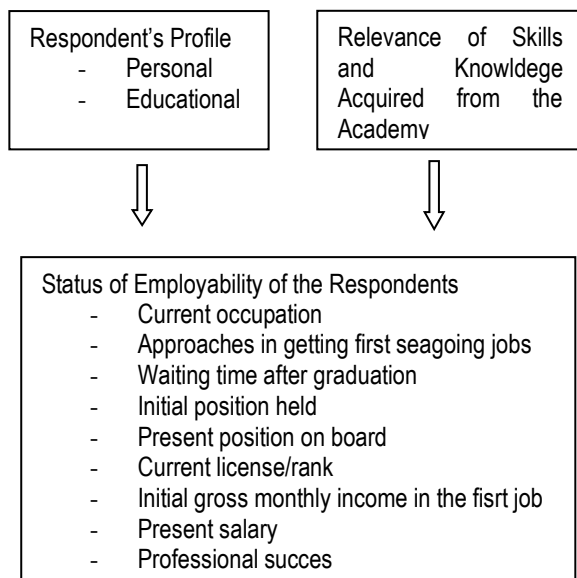 Respondent’s Profile
- Personal
- Educational
Relevance of Skills
and Knowldege
Acquired from the
Academy
Status of Employability of the Respondents
- Current occupation
- Approaches in getting first seagoing jobs
- Waiting time after graduation
- Initial position held
- Present position on board
- Current license/rank
- Initial gross monthly income in the fisrt job
- Present salary
- Professional succes